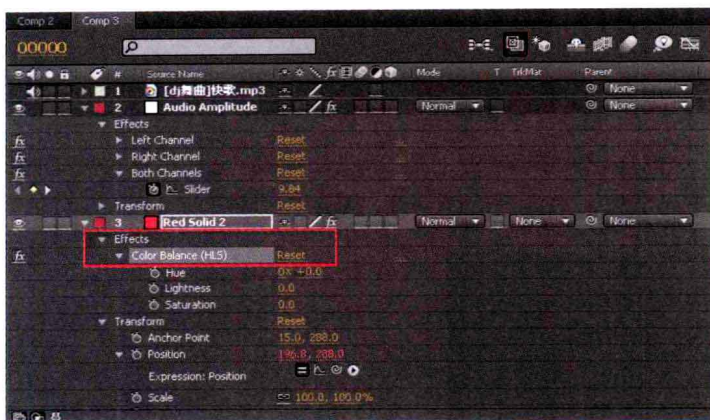 Comp 2 Comp 3
00000
# Source Name Mode T TrkMat Parent
1 [dj舞曲]快歌.mp3 None
2 Audio Amplitude Normal None
Effects
Left Channel Reset
Right Channel Reset
Both Channels Reset
Slider 9.84
Transform Reset
3 Red Solid 2 Normal None None
Effects
Color Balance (HLS) Reset
Hue 0x +0.0
Lightness 0.0
Saturation 0.0
Transform Reset
Anchor Point 15.0, 288.0
Position 196.8, 288.0
Expression: Position
Scale 100.0, 100.0%